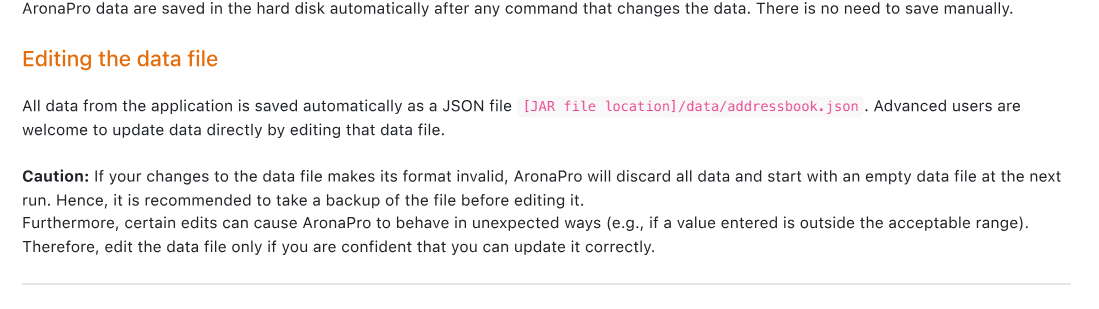 AronaPro data are saved in the hard disk automatically after any command that changes the data. There is no need to save manually.
Editing the data file
All data from the application is saved automatically as a JSON file [JAR file location]/data/addressbook.json . Advanced users are
welcome to update data directly by editing that data file.
Caution: If your changes to the data file makes its format invalid, AronaPro will discard all data and start with an empty data file at the next
run. Hence, it is recommended to take a backup of the file before editing it.
Furthermore, certain edits can cause AronaPro to behave in unexpected ways (e.g., if a value entered is outside the acceptable range).
Therefore, edit the data file only if you are confident that you can update it correctly.